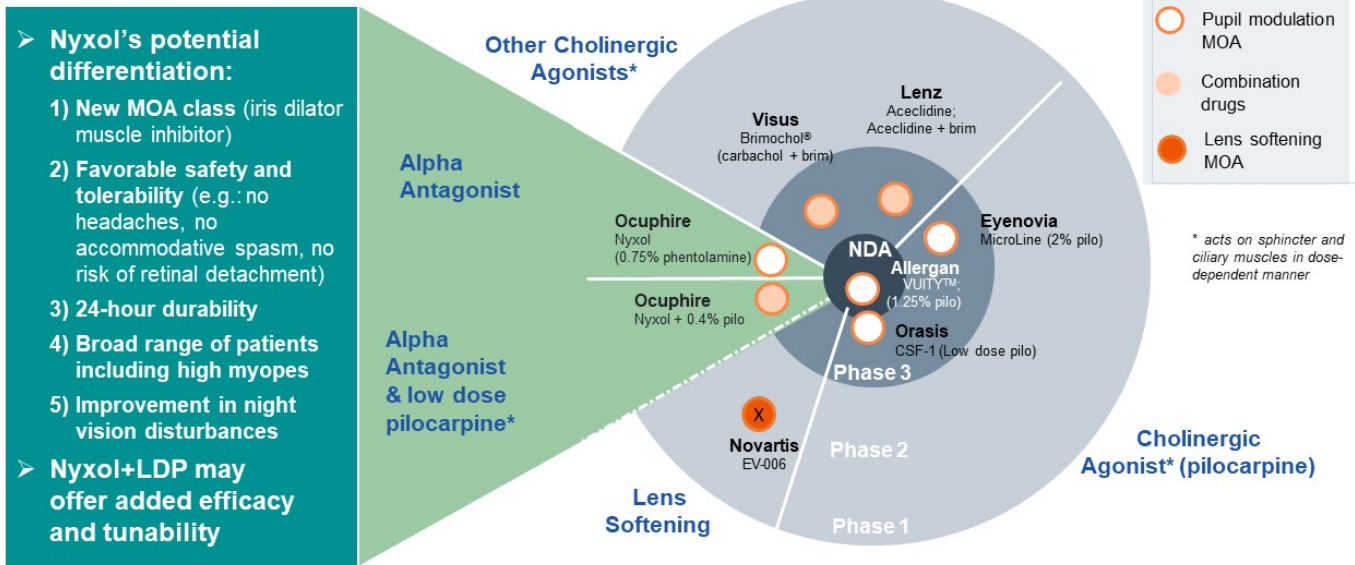 ➢ Nyxol’s potential
differentiation:
1) New MOA class (iris dilator
muscle inhibitor)
2) Favorable safety and
tolerability (e.g.: no
headaches, no
accommodative spasm, no
risk of retinal detachment)
3) 24-hour durability
4) Broad range of patients
including high myopes
5) Improvement in night
vision disturbances
➢ Nyxol+LDP may
offer added efficacy
and tunability
Alpha
Antagonist
Alpha
Antagonist
& low dose
pilocarpine*
Ocuphire
Nyxol
(0.75% phentolamine)
Ocuphire
Nyxol + 0.4% pilo
Other Cholinergic
Agonists*
Visus
Brimochol®
(carbachol + brim)
Lenz
Aceclidine;
Aceclidine + brim
Eyenovia
MicroLine (2% pilo)
NDA
Allergan
VUITY™;
(1.25% pilo)
Orasis
CSF-1 (Low dose pilo)
Phase 3
Phase 2
Phase 1
X
Novartis
EV-006
Lens
Softening
Cholinergic
Agonist* (pilocarpine)
Pupil modulation
MOA
Combination
drugs
Lens softening
MOA
* acts on sphincter and
ciliary muscles in dose-
dependent manner